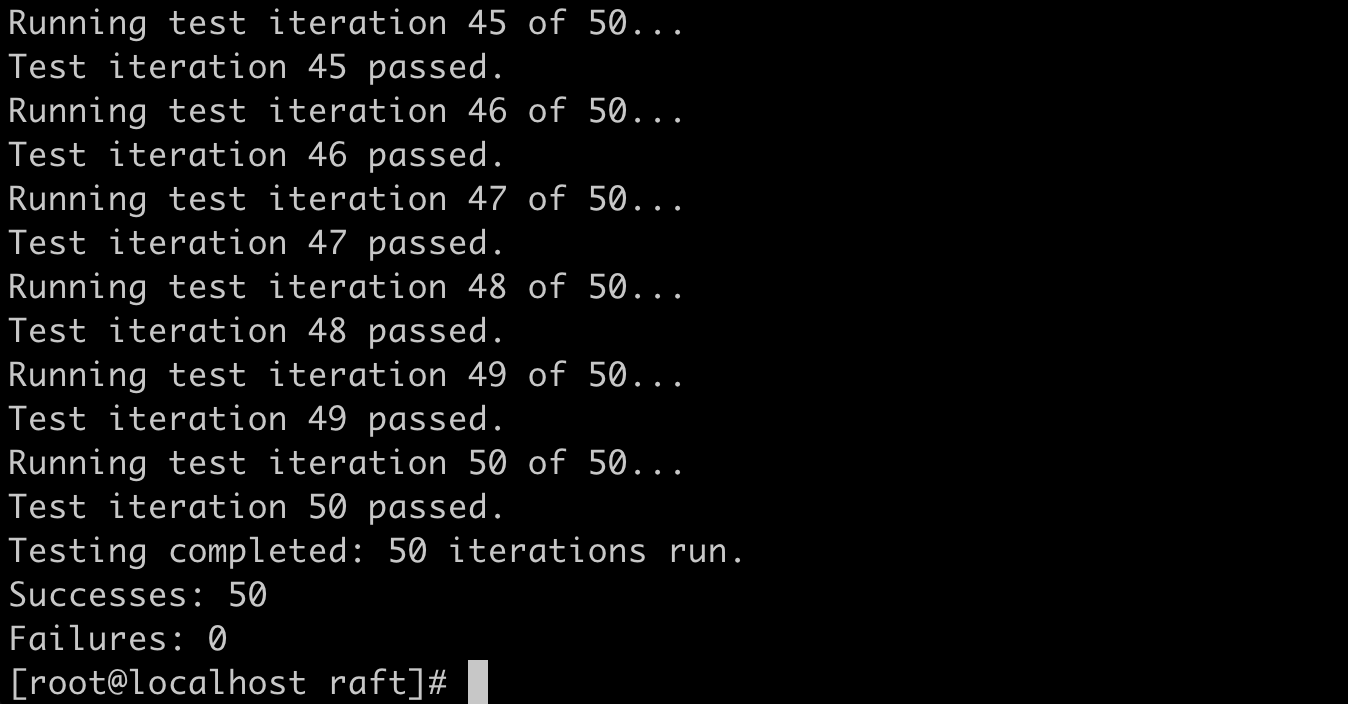 Running test iteration 45 of 50...
Test iteration 45 passed.
Running test iteration 46 of 50...
Test iteration 46 passed.
Running test iteration 47 of 50...
Test iteration 47 passed.
Running test iteration 48 of 50...
Test iteration 48 passed.
Running test iteration 49 of 50...
Test iteration 49 passed.
Running test iteration 50 of 50...
Test iteration 50 passed.
Testing completed: 50 iterations run.
Successes: 50
Failures: 0
[root@localhost raft]#